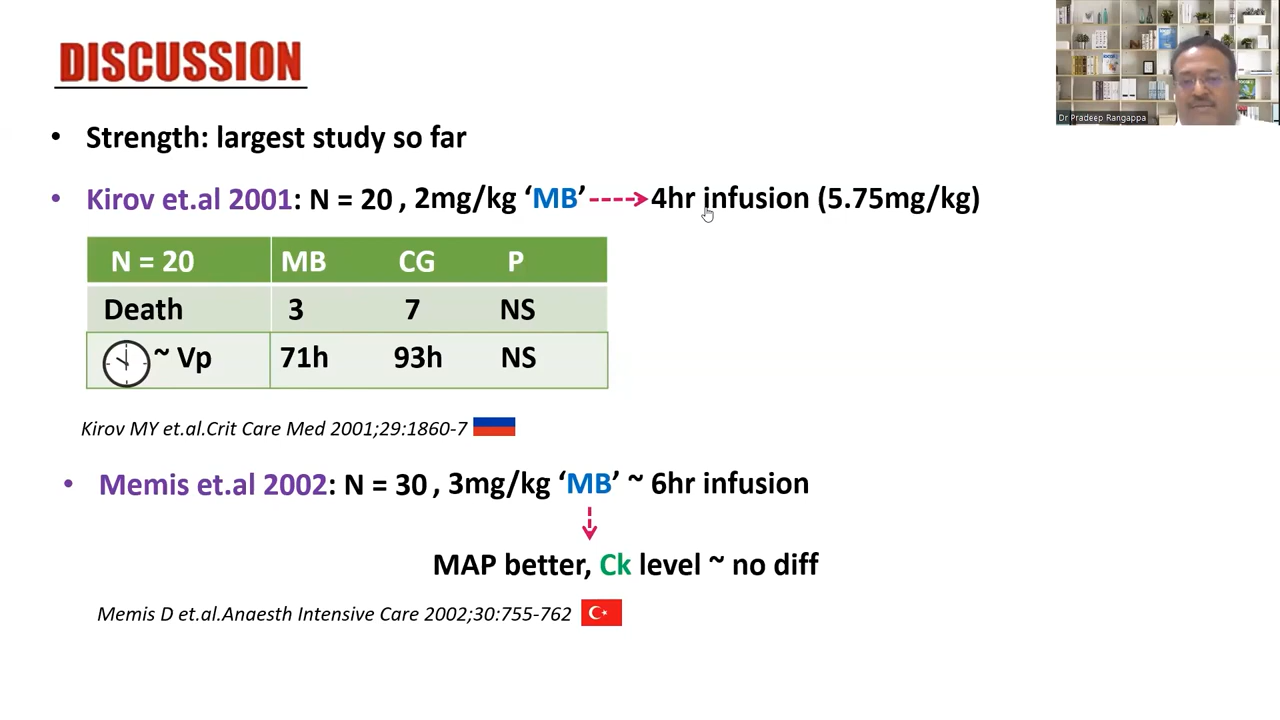 DISCUSSION
Dr Pradeep Rangappa
• Strength: largest study so far
• Kirov et.al 2001: N = 20 , 2mg/kg ‘MB’ 4hr infusion (5.75mg/kg)
N = 20 MB CG P
Death 3 7 NS
~ Vp 71h 93h NS
Kirov MY et.al.Crit Care Med 2001;29:1860-7
• Memis et.al 2002: N = 30 , 3mg/kg ‘MB’ ~ 6hr infusion
MAP better, Ck level ~ no diff
Memis D et.al.Anaesth Intensive Care 2002;30:755-762